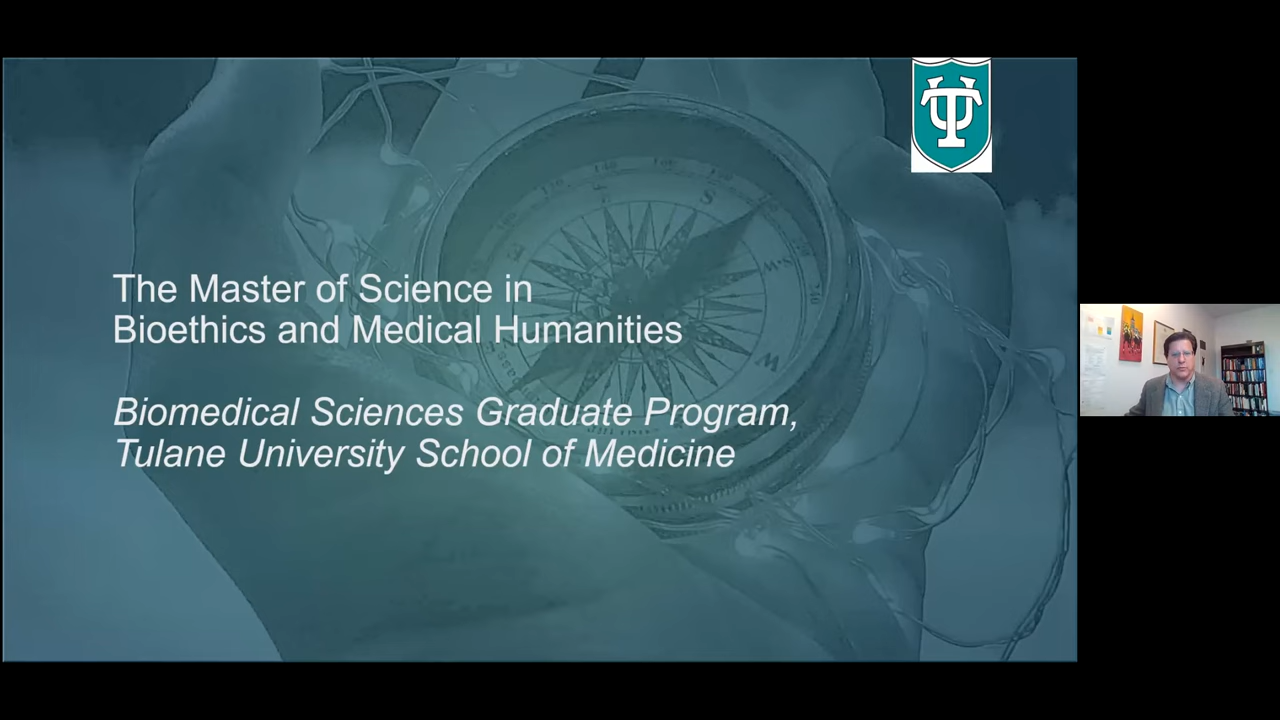 The Master of Science in
Bioethics and Medical Humanities
Biomedical Sciences Graduate Program,
Tulane University School of Medicine